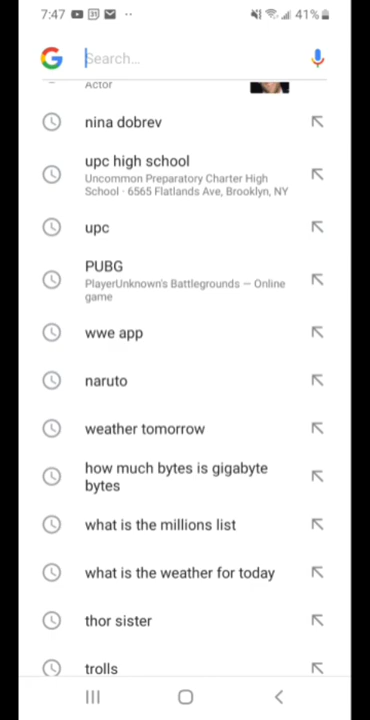 7:47 31 ··
41%
Search...
Actor
nina dobrev
upc high school
Uncommon Preparatory Charter High
School · 6565 Flatlands Ave, Brooklyn, NY
upc
PUBG
PlayerUnknown's Battlegrounds — Online
game
wwe app
naruto
weather tomorrow
how much bytes is gigabyte
bytes
what is the millions list
what is the weather for today
thor sister
trolls